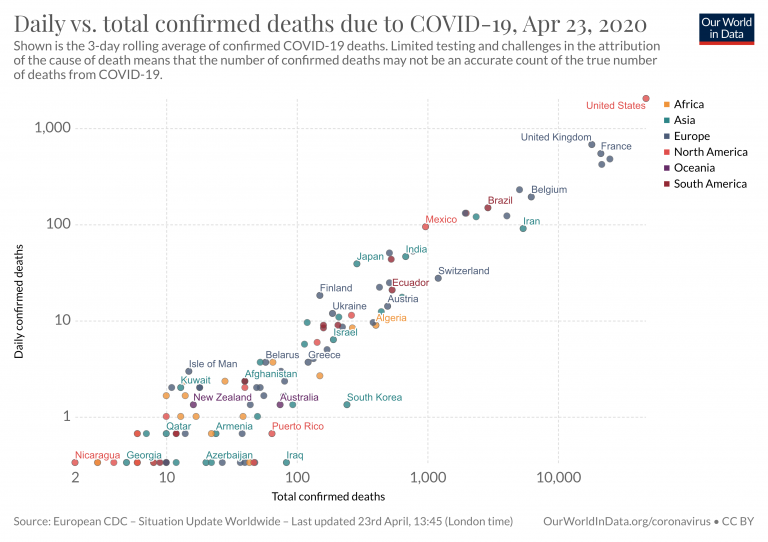 Daily vs. total confirmed deaths due to COVID-19, Apr 23, 2020
Our World
in Data
Shown is the 3-day rolling average of confirmed COVID-19 deaths. Limited testing and challenges in the attribution
of the cause of death means that the number of confirmed deaths may not be an accurate count of the true number
of deaths from COVID-19.
Daily confirmed deaths
1,000
100
10
1
United States
United Kingdom
France
Belgium
Brazil
Mexico
Iran
India
Japan
Switzerland
Finland
Ecuador
Austria
Ukraine
Algeria
Israel
Belarus
Greece
Isle of Man
Afghanistan
Kuwait
New Zealand
Australia
South Korea
Qatar
Armenia
Puerto Rico
Nicaragua
Georgia
Azerbaijan
Iraq
2
10
100
1,000
10,000
Total confirmed deaths
Africa
Asia
Europe
North America
Oceania
South America
Source: European CDC – Situation Update Worldwide – Last updated 23rd April, 13:45 (London time)
OurWorldInData.org/coronavirus • CC BY